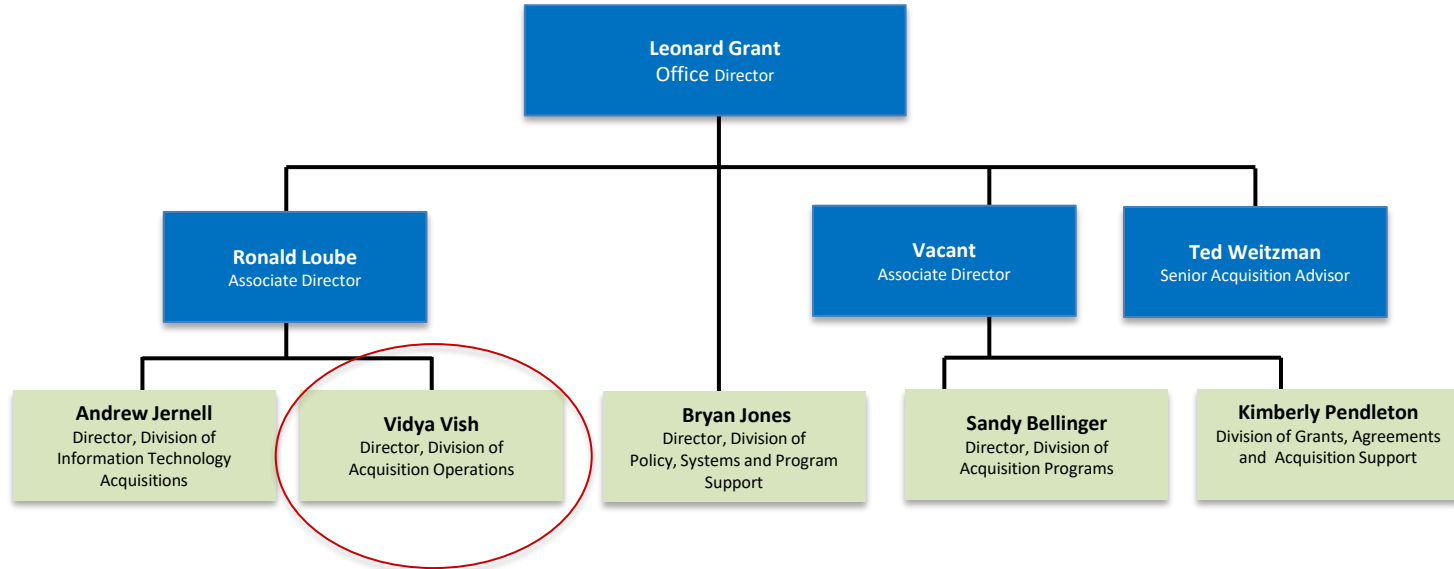 Leonard Grant
Office Director
Ronald Loube
Associate Director
Vacant
Associate Director
Ted Weitzman
Senior Acquisition Advisor
Andrew Jernell
Director, Division of
Information Technology
Acquisitions
Vidya Vish
Director, Division of
Acquisition Operations
Bryan Jones
Director, Division of
Policy, Systems and Program
Support
Sandy Bellinger
Director, Division of
Acquisition Programs
Kimberly Pendleton
Division of Grants, Agreements
and Acquisition Support